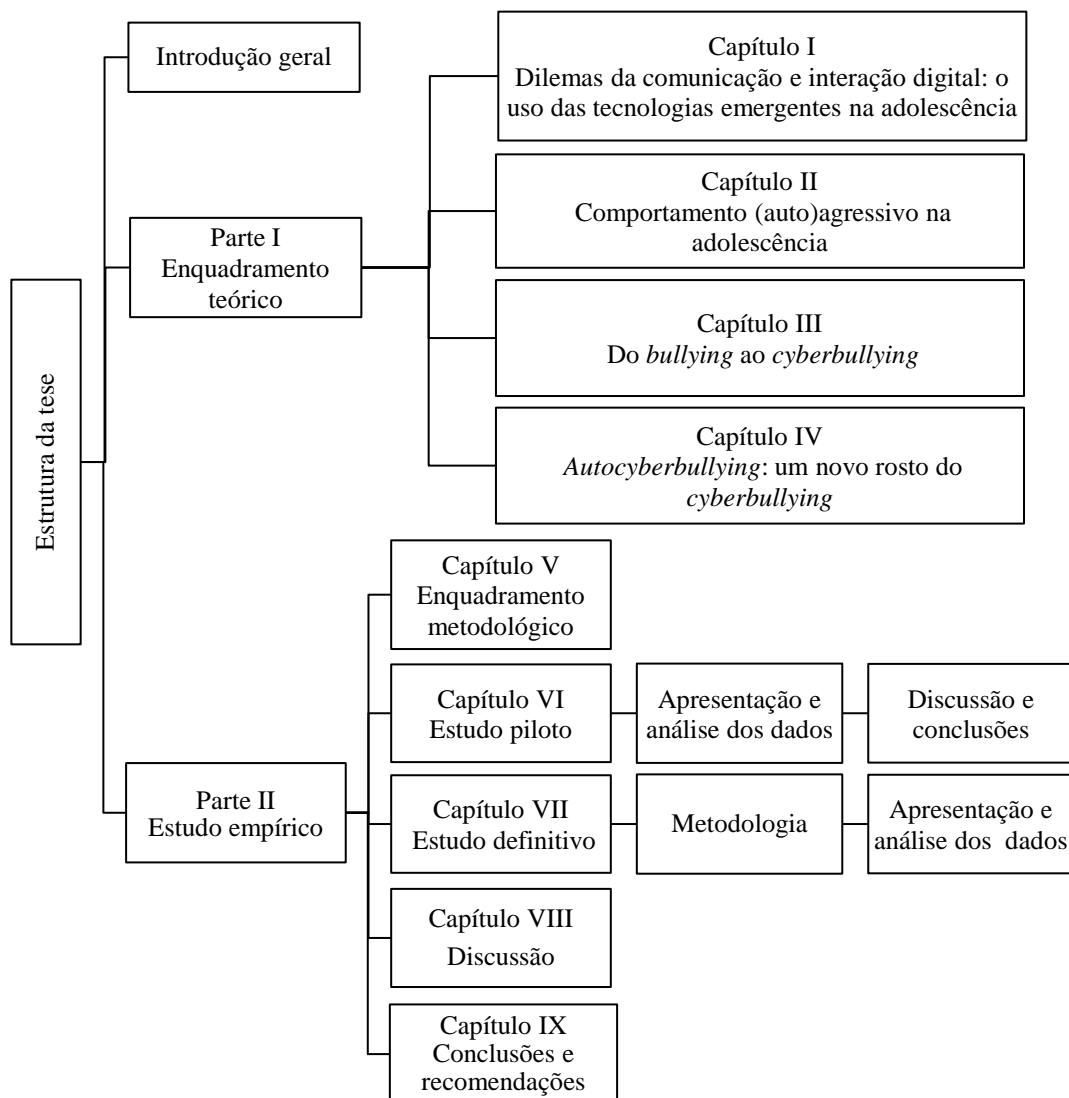 Estrutura da tese
Introdução geral
Parte I
Enquadramento
teórico
Capítulo I
Dilemas da comunicação e interação digital: o
uso das tecnologias emergentes na adolescência
Capítulo II
Comportamento (auto)agressivo na
adolescência
Capítulo III
Do bullying ao cyberbullying
Capítulo IV
Autocyberbullying: um novo rosto do
cyberbullying
Parte II
Estudo empírico
Capítulo V
Enquadramento
metodológico
Capítulo VI
Estudo piloto
Apresentação e
análise dos dados
Discussão e
conclusões
Capítulo VII
Estudo definitivo
Metodologia
Apresentação e
análise dos dados
Capítulo VIII
Discussão
Capítulo IX
Conclusões e
recomendações